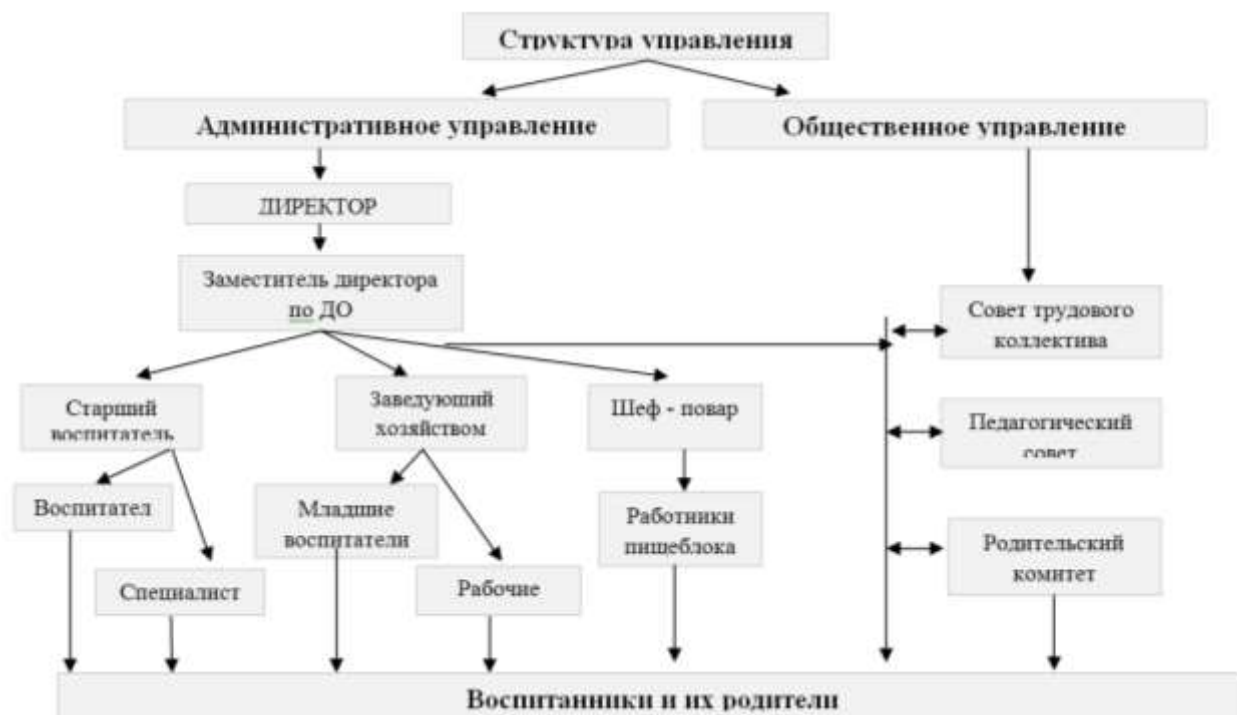 Структура управления
Административное управление
Общественное управление
ДИРЕКТОР
Заместитель директора
по ДО
Совет трудового
коллектива
Старший
воспитатель
Заведующий
хозяйством
Шеф - повар
Педагогический
совет
Воспитател
Младшие
воспитатели
Работники
пищеблока
Родительский
комитет
Специалист
Рабочие
Воспитанники и их родители